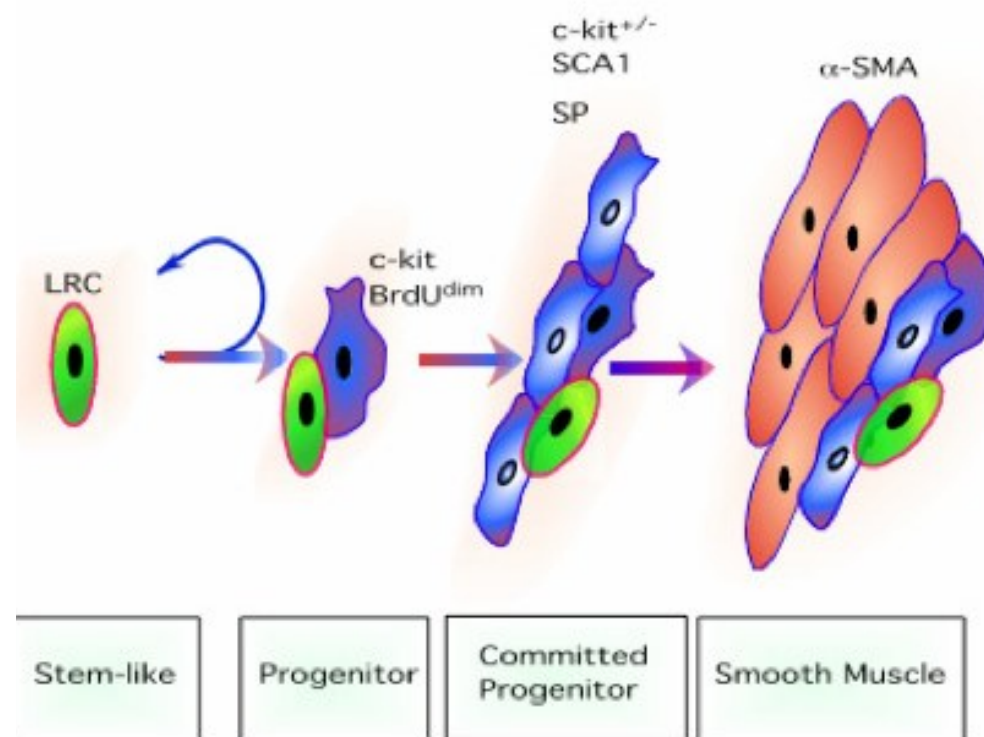 LRC
c-kit
BrdUᵈⁱᵐ
c-kit⁺/⁻
SCA1
SP
α-SMA
Stem-like
Progenitor
Committed
Progenitor
Smooth Muscle